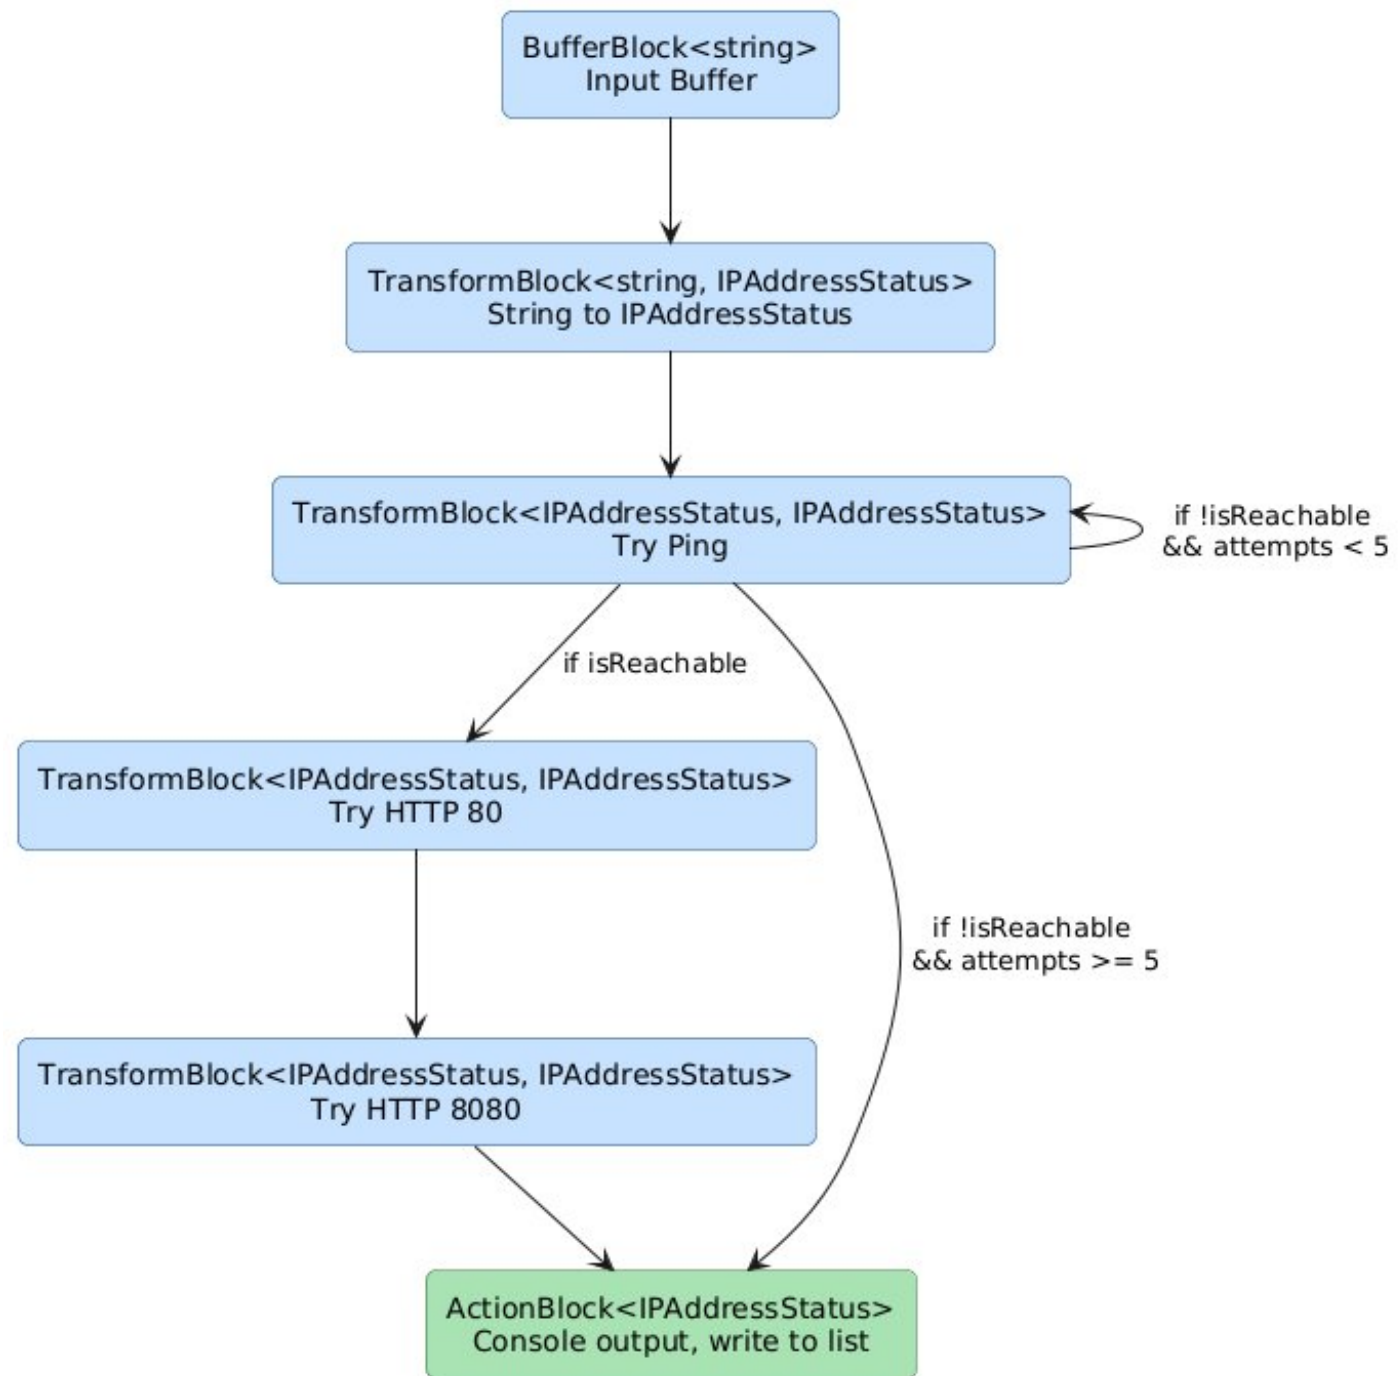 BufferBlock<string>
Input Buffer
TransformBlock<string, IPAddressStatus>
String to IPAddressStatus
TransformBlock<IPAddressStatus, IPAddressStatus>
Try Ping
if !isReachable
&& attempts < 5
if isReachable
TransformBlock<IPAddressStatus, IPAddressStatus>
Try HTTP 80
if !isReachable
&& attempts >= 5
TransformBlock<IPAddressStatus, IPAddressStatus>
Try HTTP 8080
ActionBlock<IPAddressStatus>
Console output, write to list